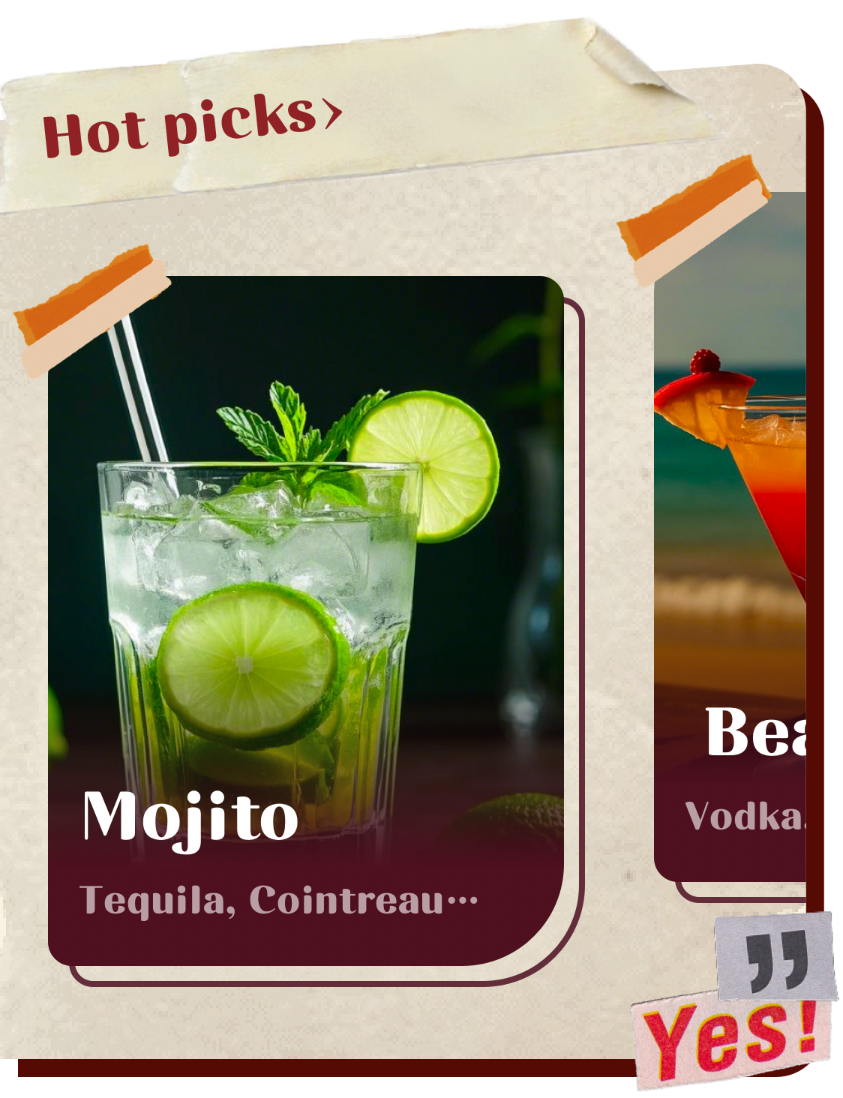 Hot picks›
Mojito
Tequila, Cointreau···
Bea
Vodka.
”
Yes!